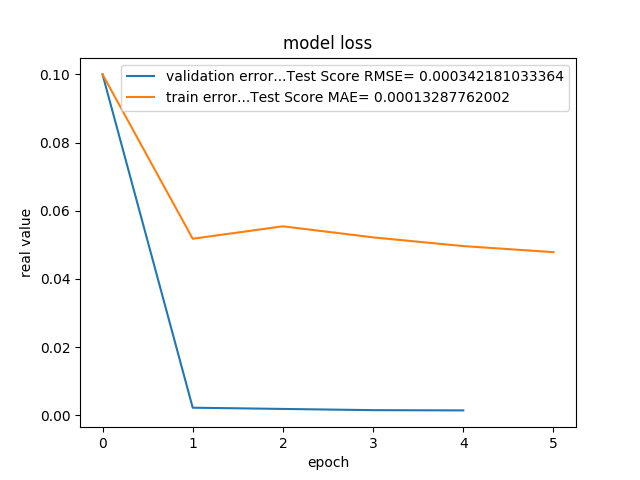 model loss
validation error...Test Score RMSE= 0.000342181033364
train error...Test Score MAE= 0.00013287762002
0.10
0.08
0.06
0.04
0.02
0.00
real value
0 1 2 3 4 5
epoch